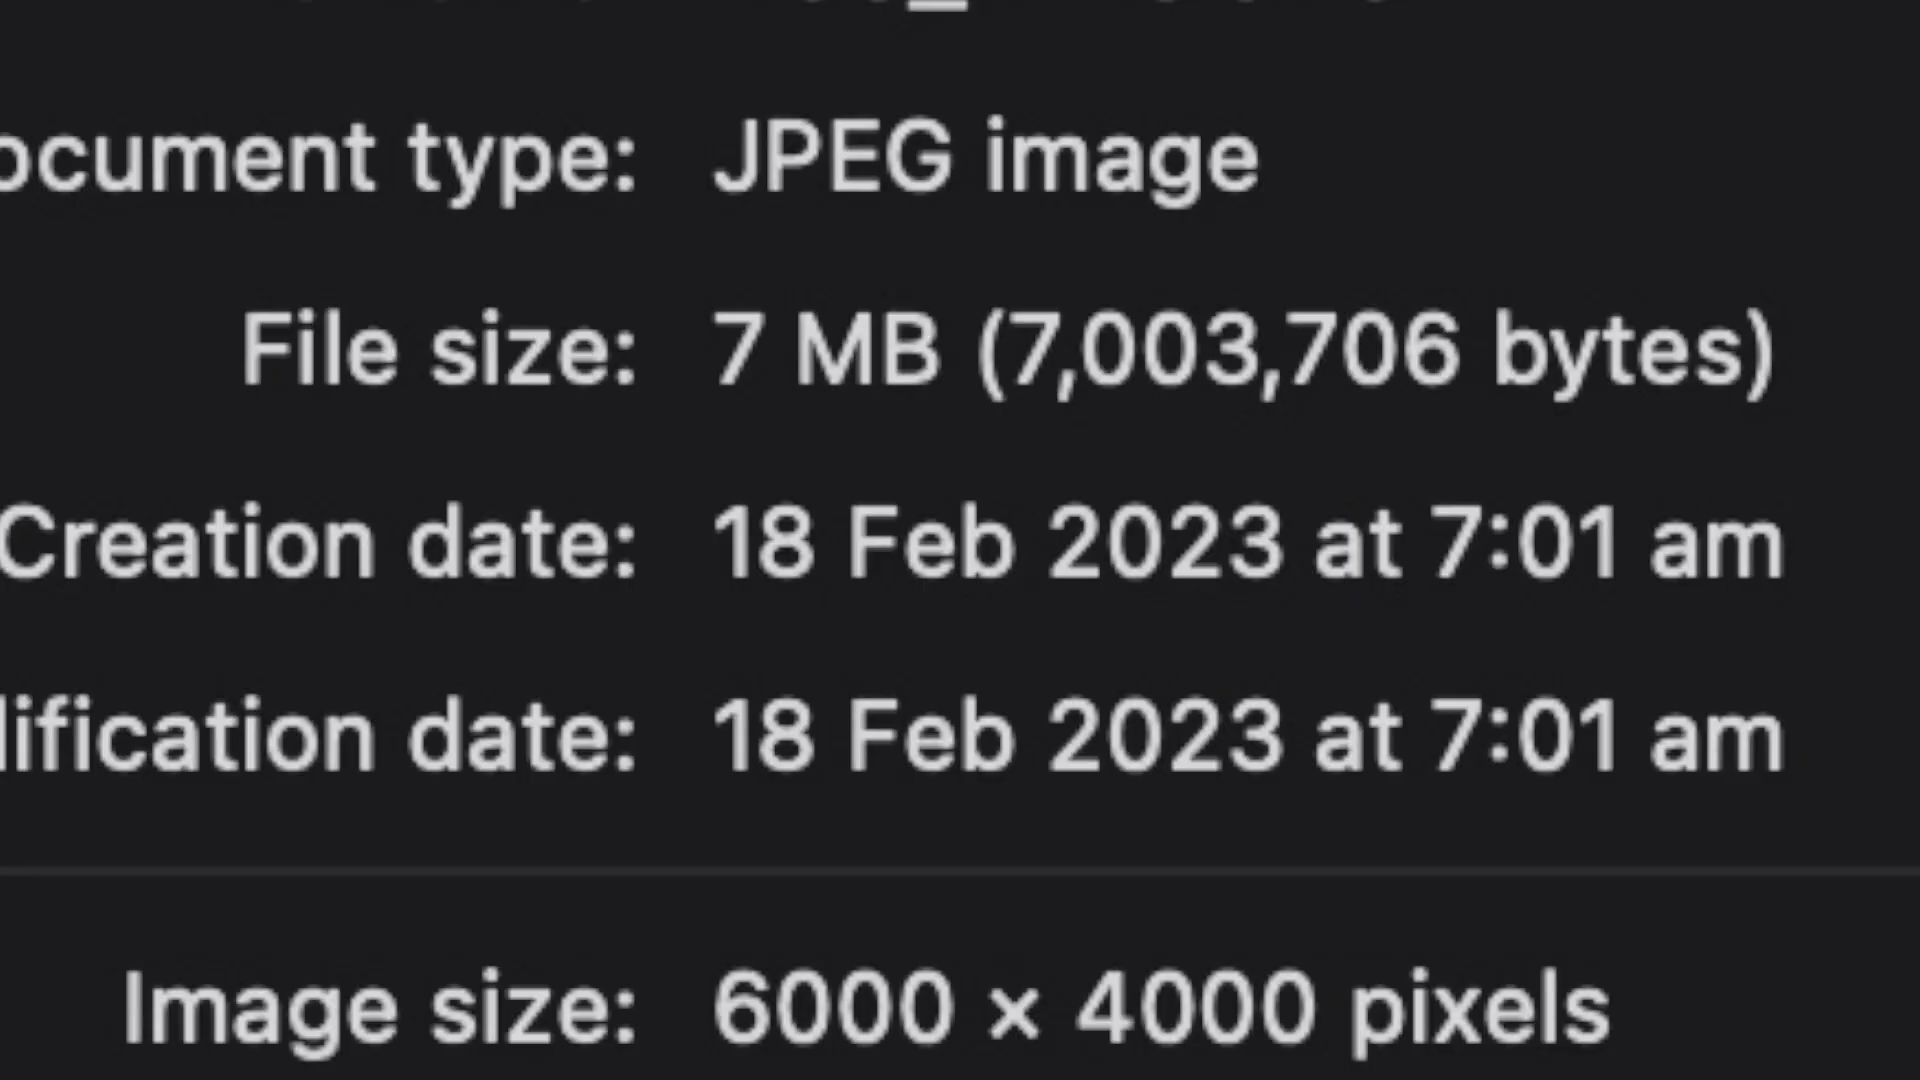 ocument type: JPEG image
File size: 7 MB (7,003,706 bytes)
Creation date: 18 Feb 2023 at 7:01 am
dification date: 18 Feb 2023 at 7:01 am
Image size: 6000 × 4000 pixels